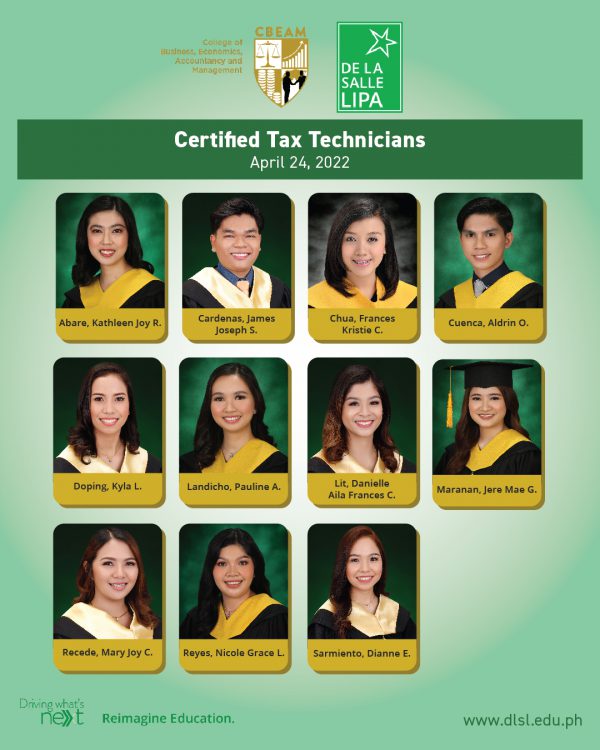 College of
Business, Economics,
Accountancy and
Management
CBEAM
DE LA
SALLE
LIPA
Certified Tax Technicians
April 24, 2022
Abare, Kathleen Joy R.
Cardenas, James
Joseph S.
Chua, Frances
Kristie C.
Cuenca, Aldrin O.
Doping, Kyla L.
Landicho, Pauline A.
Lit, Danielle
Aila Frances C.
Maranan, Jere Mae G.
Recede, Mary Joy C.
Reyes, Nicole Grace L.
Sarmiento, Dianne E.
Driving what's
next
Reimagine Education.
www.dlsl.edu.ph